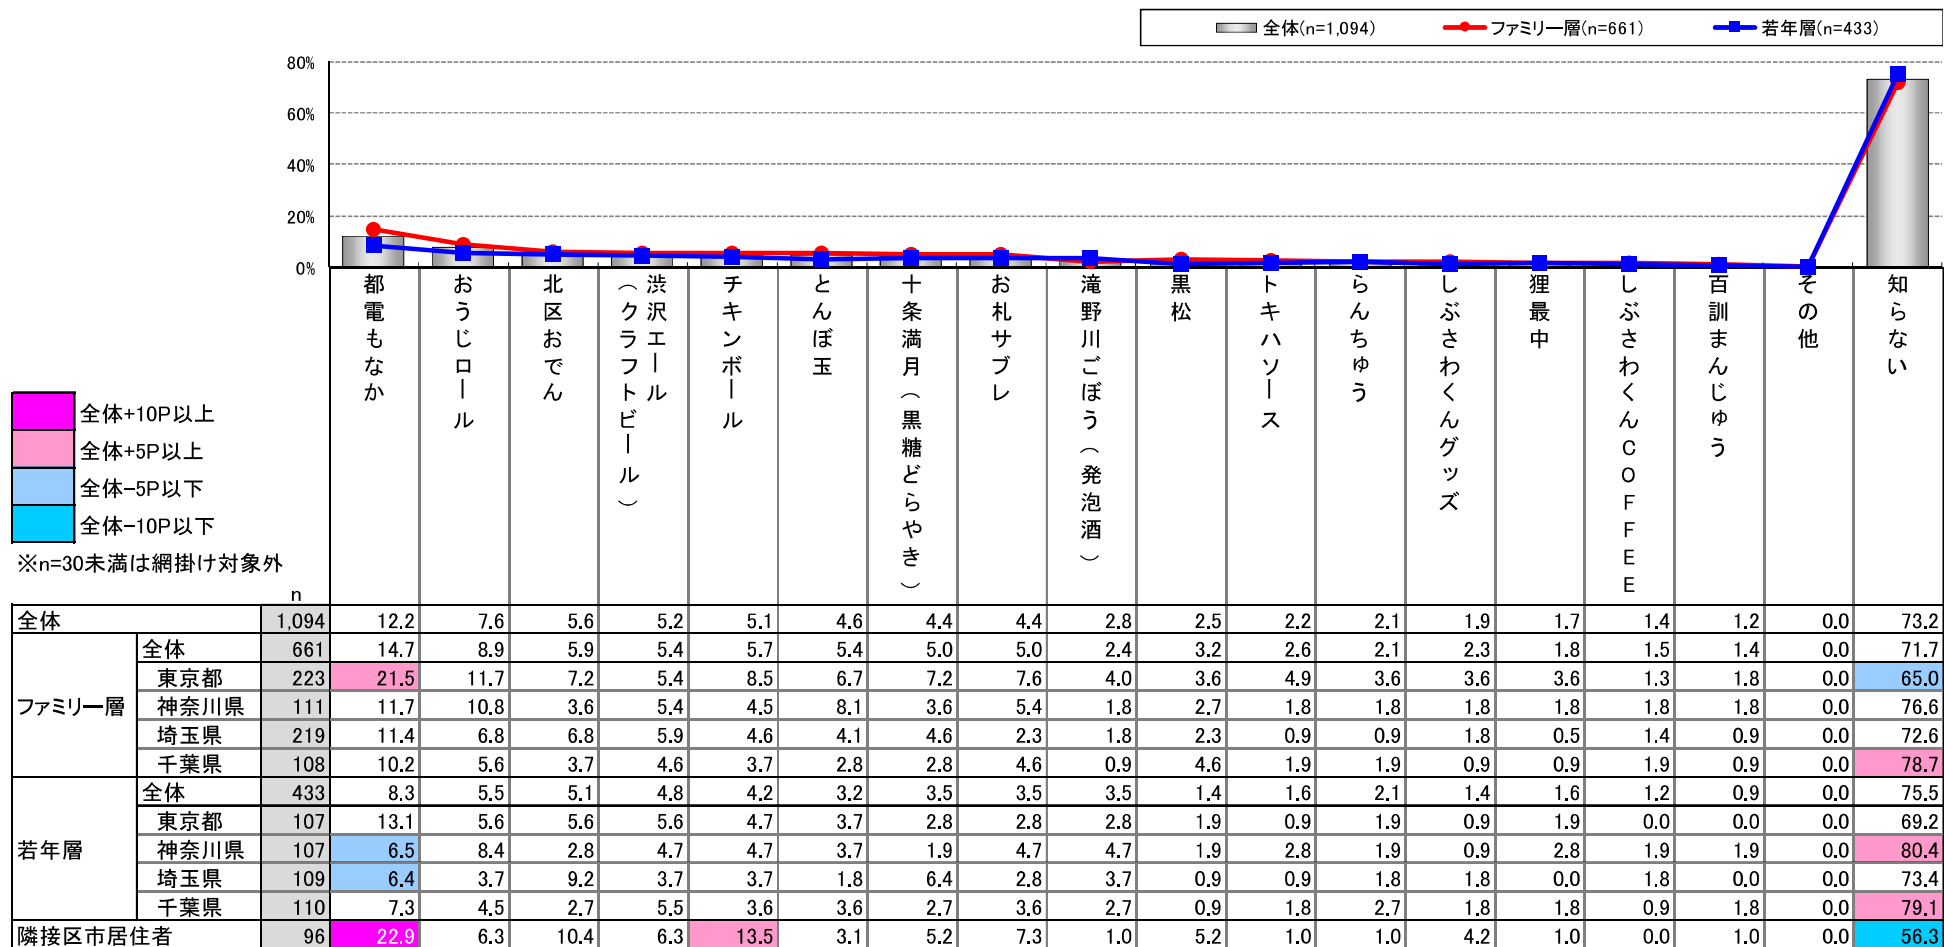 全体(n=1,094) ファミリー層(n=661) 若年層(n=433)
80%
60%
40%
20%
0%
都電もなか
おうじロール
北区おでん
渋沢エール
（クラフトビール）
チキンボール
とんぼ玉
十条満月（黒糖どらやき）
お札サブレ
滝野川ごぼう（発泡酒）
黒松
トキハソース
らんちゅう
しぶさわくんグッズ
狸最中
しぶさわくんCOFFEE
百訓まんじゅう
その他
知らない
全体+10P以上
全体+5P以上
全体-5P以下
全体-10P以下
※n=30未満は網掛け対象外
n
全体 1,094 12.2 7.6 5.6 5.2 5.1 4.6 4.4 4.4 2.8 2.5 2.2 2.1 1.9 1.7 1.4 1.2 0.0 73.2
ファミリー層
全体 661 14.7 8.9 5.9 5.4 5.7 5.4 5.0 5.0 2.4 3.2 2.6 2.1 2.3 1.8 1.5 1.4 0.0 71.7
東京都 223 21.5 11.7 7.2 5.4 8.5 6.7 7.2 7.6 4.0 3.6 4.9 3.6 3.6 3.6 1.3 1.8 0.0 65.0
神奈川県 111 11.7 10.8 3.6 5.4 4.5 8.1 3.6 5.4 1.8 2.7 1.8 1.8 1.8 1.8 1.8 1.8 0.0 76.6
埼玉県 219 11.4 6.8 6.8 5.9 4.6 4.1 4.6 2.3 1.8 2.3 0.9 0.9 1.8 0.5 1.4 0.9 0.0 72.6
千葉県 108 10.2 5.6 3.7 4.6 3.7 2.8 2.8 4.6 0.9 4.6 1.9 1.9 0.9 0.9 1.9 0.9 0.0 78.7
若年層
全体 433 8.3 5.5 5.1 4.8 4.2 3.2 3.5 3.5 3.5 1.4 1.6 2.1 1.4 1.6 1.2 0.9 0.0 75.5
東京都 107 13.1 5.6 5.6 5.6 4.7 3.7 2.8 2.8 2.8 1.9 0.9 1.9 0.9 1.9 0.0 0.0 0.0 69.2
神奈川県 107 6.5 8.4 2.8 4.7 4.7 3.7 1.9 4.7 4.7 1.9 2.8 1.9 0.9 2.8 1.9 1.9 0.0 80.4
埼玉県 109 6.4 3.7 9.2 3.7 3.7 1.8 6.4 2.8 3.7 0.9 0.9 1.8 1.8 0.0 1.8 0.0 0.0 73.4
千葉県 110 7.3 4.5 2.7 5.5 3.6 3.6 2.7 3.6 2.7 0.9 1.8 2.7 1.8 1.8 0.9 1.8 0.0 79.1
隣接区市居住者 96 22.9 6.3 10.4 6.3 13.5 3.1 5.2 7.3 1.0 5.2 1.0 1.0 4.2 1.0 0.0 1.0 0.0 56.3